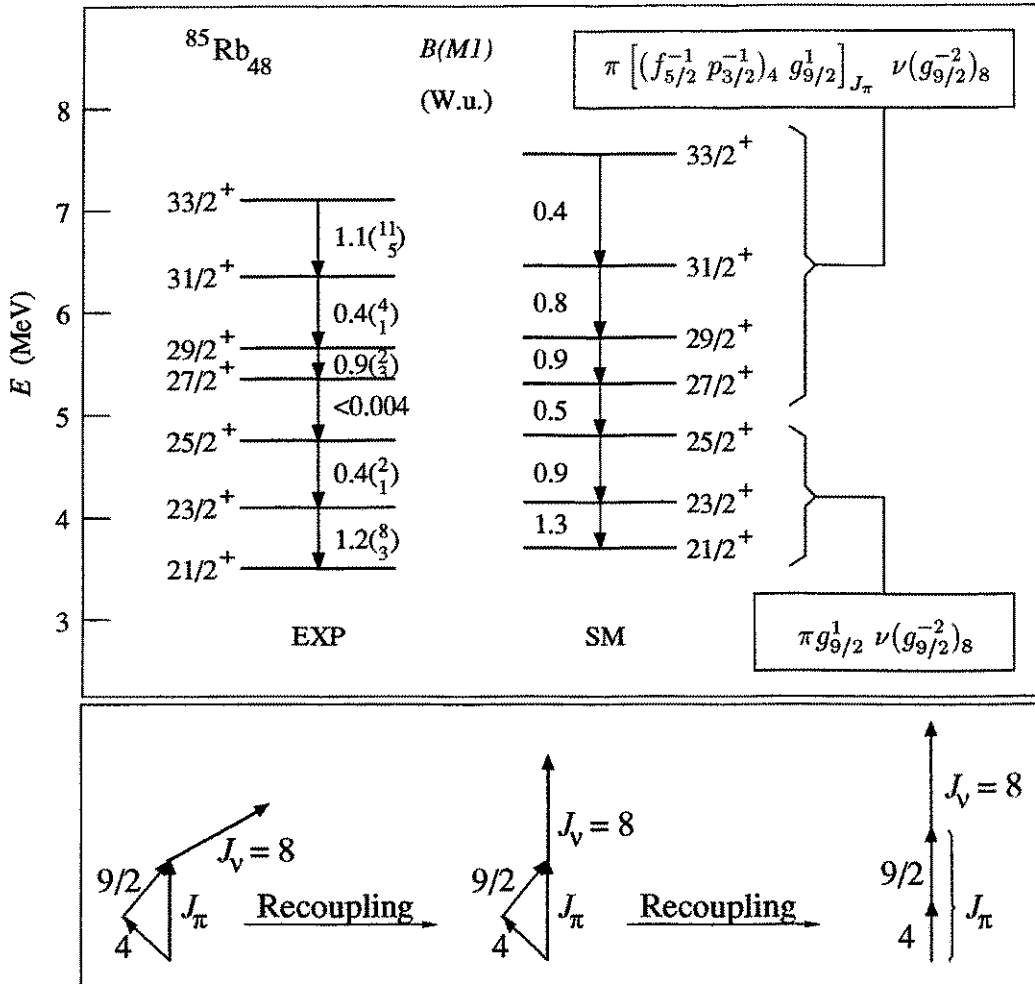 ⁸⁵Rb₄₈
B(M1)
(W.u.)
π [(f₅/₂⁻¹ p₃/₂⁻¹)₄ g₉/₂¹]Jπ ν(g₉/₂⁻²)₈
E (MeV)
8
7
6
5
4
3
33/2⁺
1.1(¹¹₅)
31/2⁺
0.4(⁴₁)
29/2⁺
0.9(²₃)
27/2⁺
<0.004
25/2⁺
0.4(²₁)
23/2⁺
1.2(⁸₃)
21/2⁺
EXP
33/2⁺
0.4
31/2⁺
0.8
29/2⁺
0.9
27/2⁺
0.5
25/2⁺
0.9
23/2⁺
1.3
21/2⁺
SM
πg₉/₂¹ ν(g₉/₂⁻²)₈
9/2
4
Jπ
Jν = 8
Recoupling
9/2
4
Jπ
Jν = 8
Recoupling
Jν = 8
9/2
4
Jπ